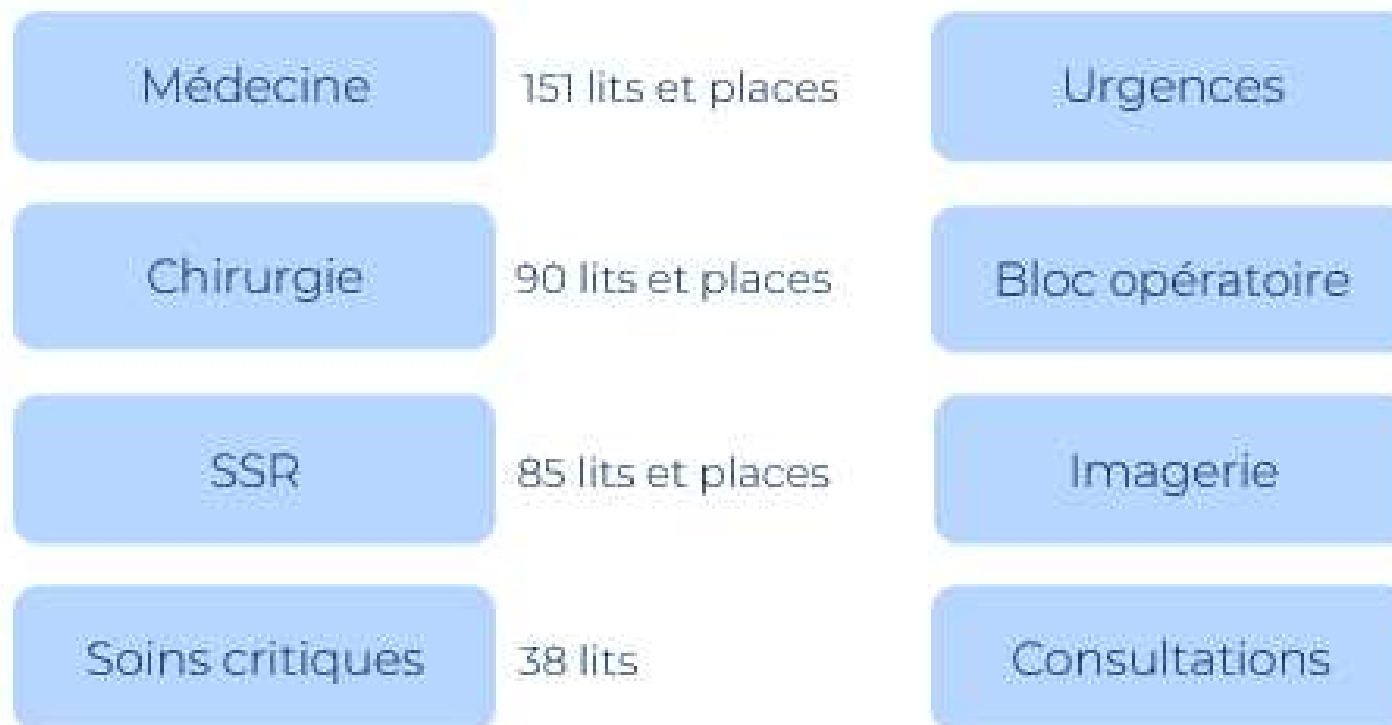 Médecine
151 lits et places
Urgences
Chirurgie
90 lits et places
Bloc opératoire
SSR
85 lits et places
Imagerie
Soins critiques
38 lits
Consultations